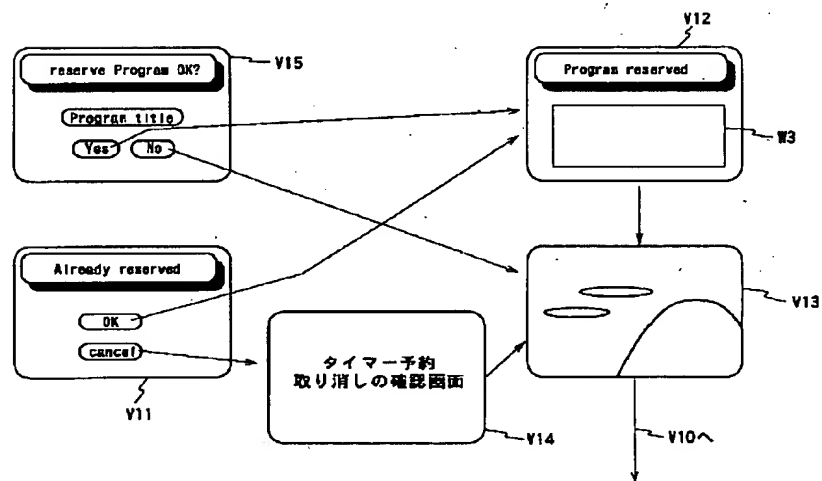 V12
reserve Program OK?
V15
Program reserved
Program title
Yes
No
W3
Already reserved
OK
cancel
V13
タイマー予約
取り消しの確認画面
V11
V14
V10へ